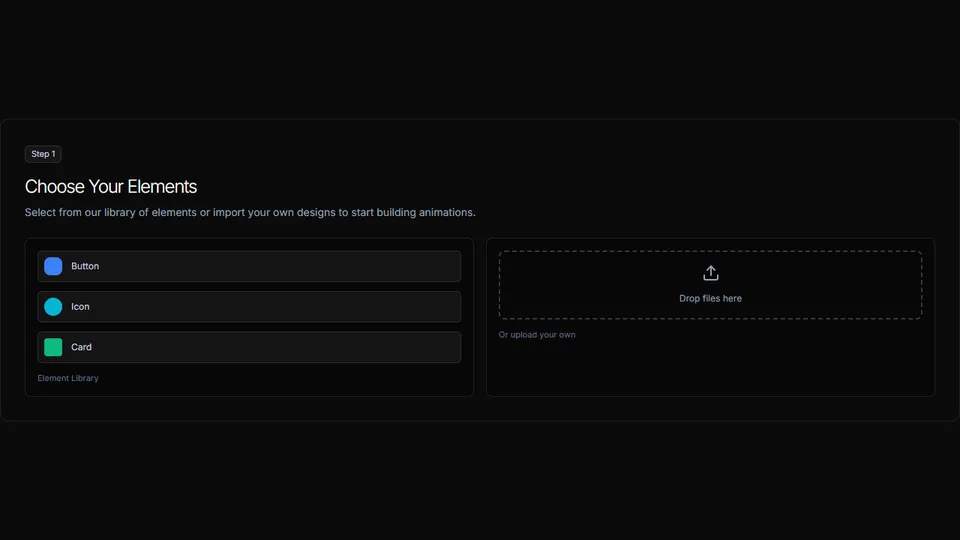 Step 1
Choose Your Elements
Select from our library of elements or import your own designs to start building animations.
Button
Icon
Card
Element Library
Drop files here
Or upload your own